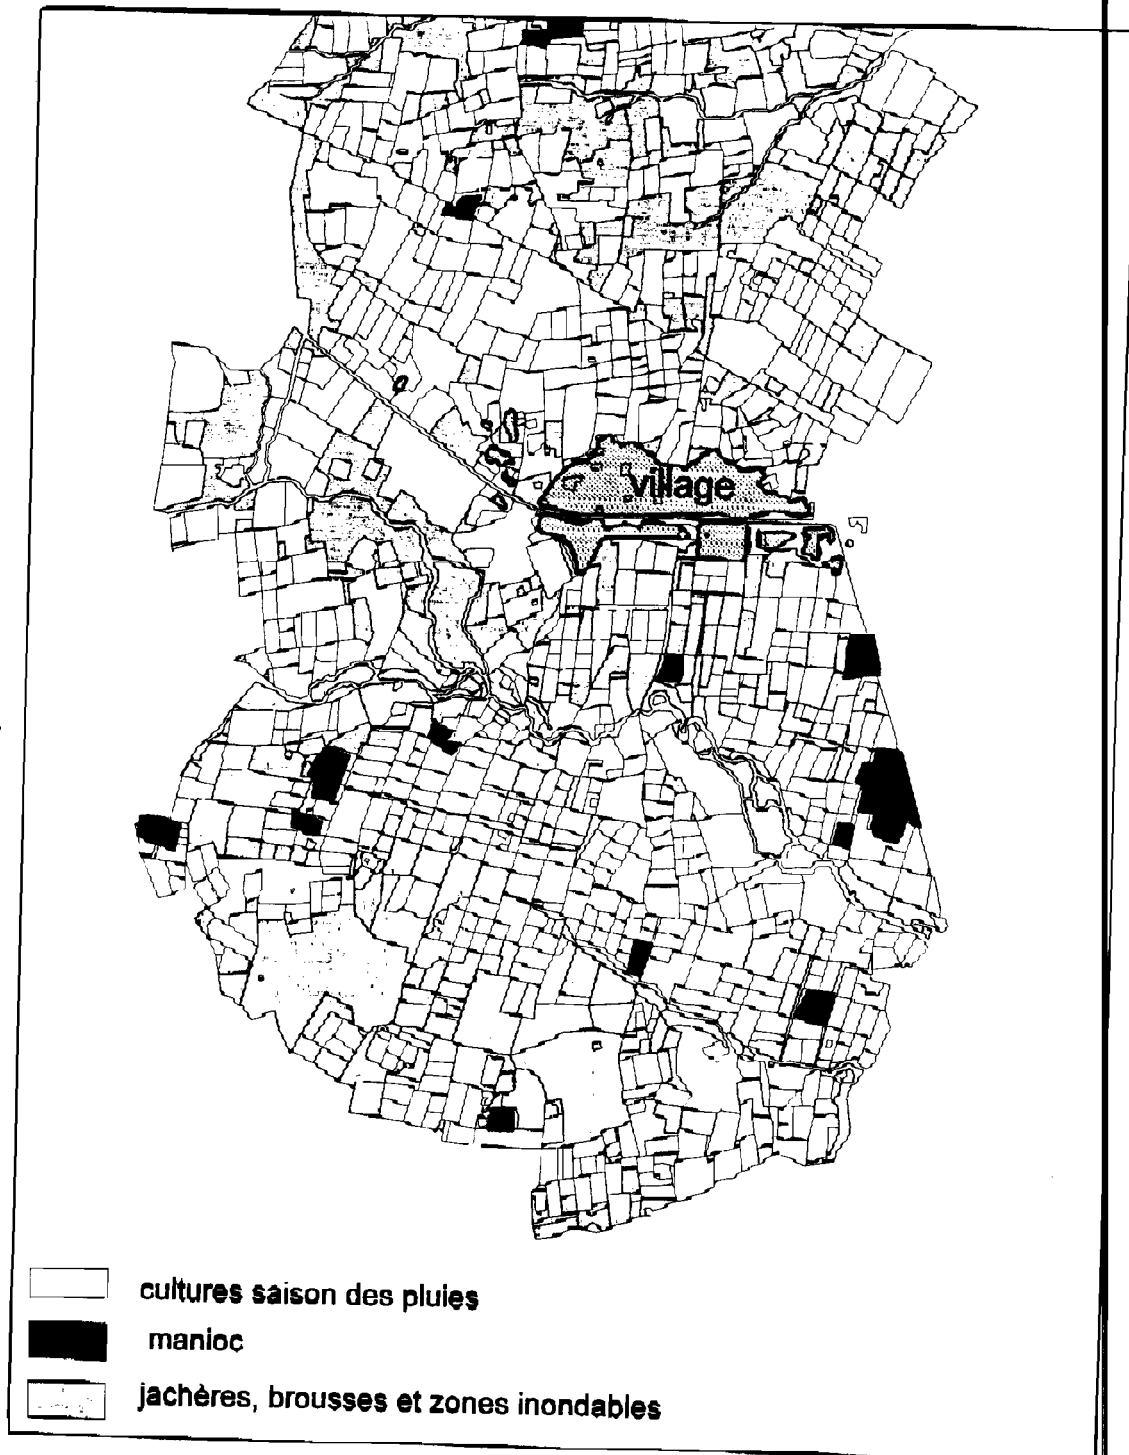 village
cultures saison des pluies
manioc
jachères, brousses et zones inondables